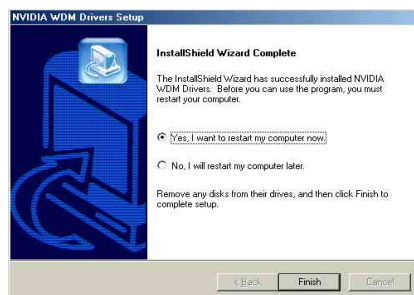 NVIDIA WDM Drivers Setup
InstallShield Wizard Complete
The InstallShield Wizard has successfully installed NVIDIA
WDM Drivers. Before you can use the program, you must
restart your computer.
Yes, I want to restart my computer now.
No, I will restart my computer later.
Remove any disks from their drives, and then click Finish to
complete setup.
< Back Finish Cancel